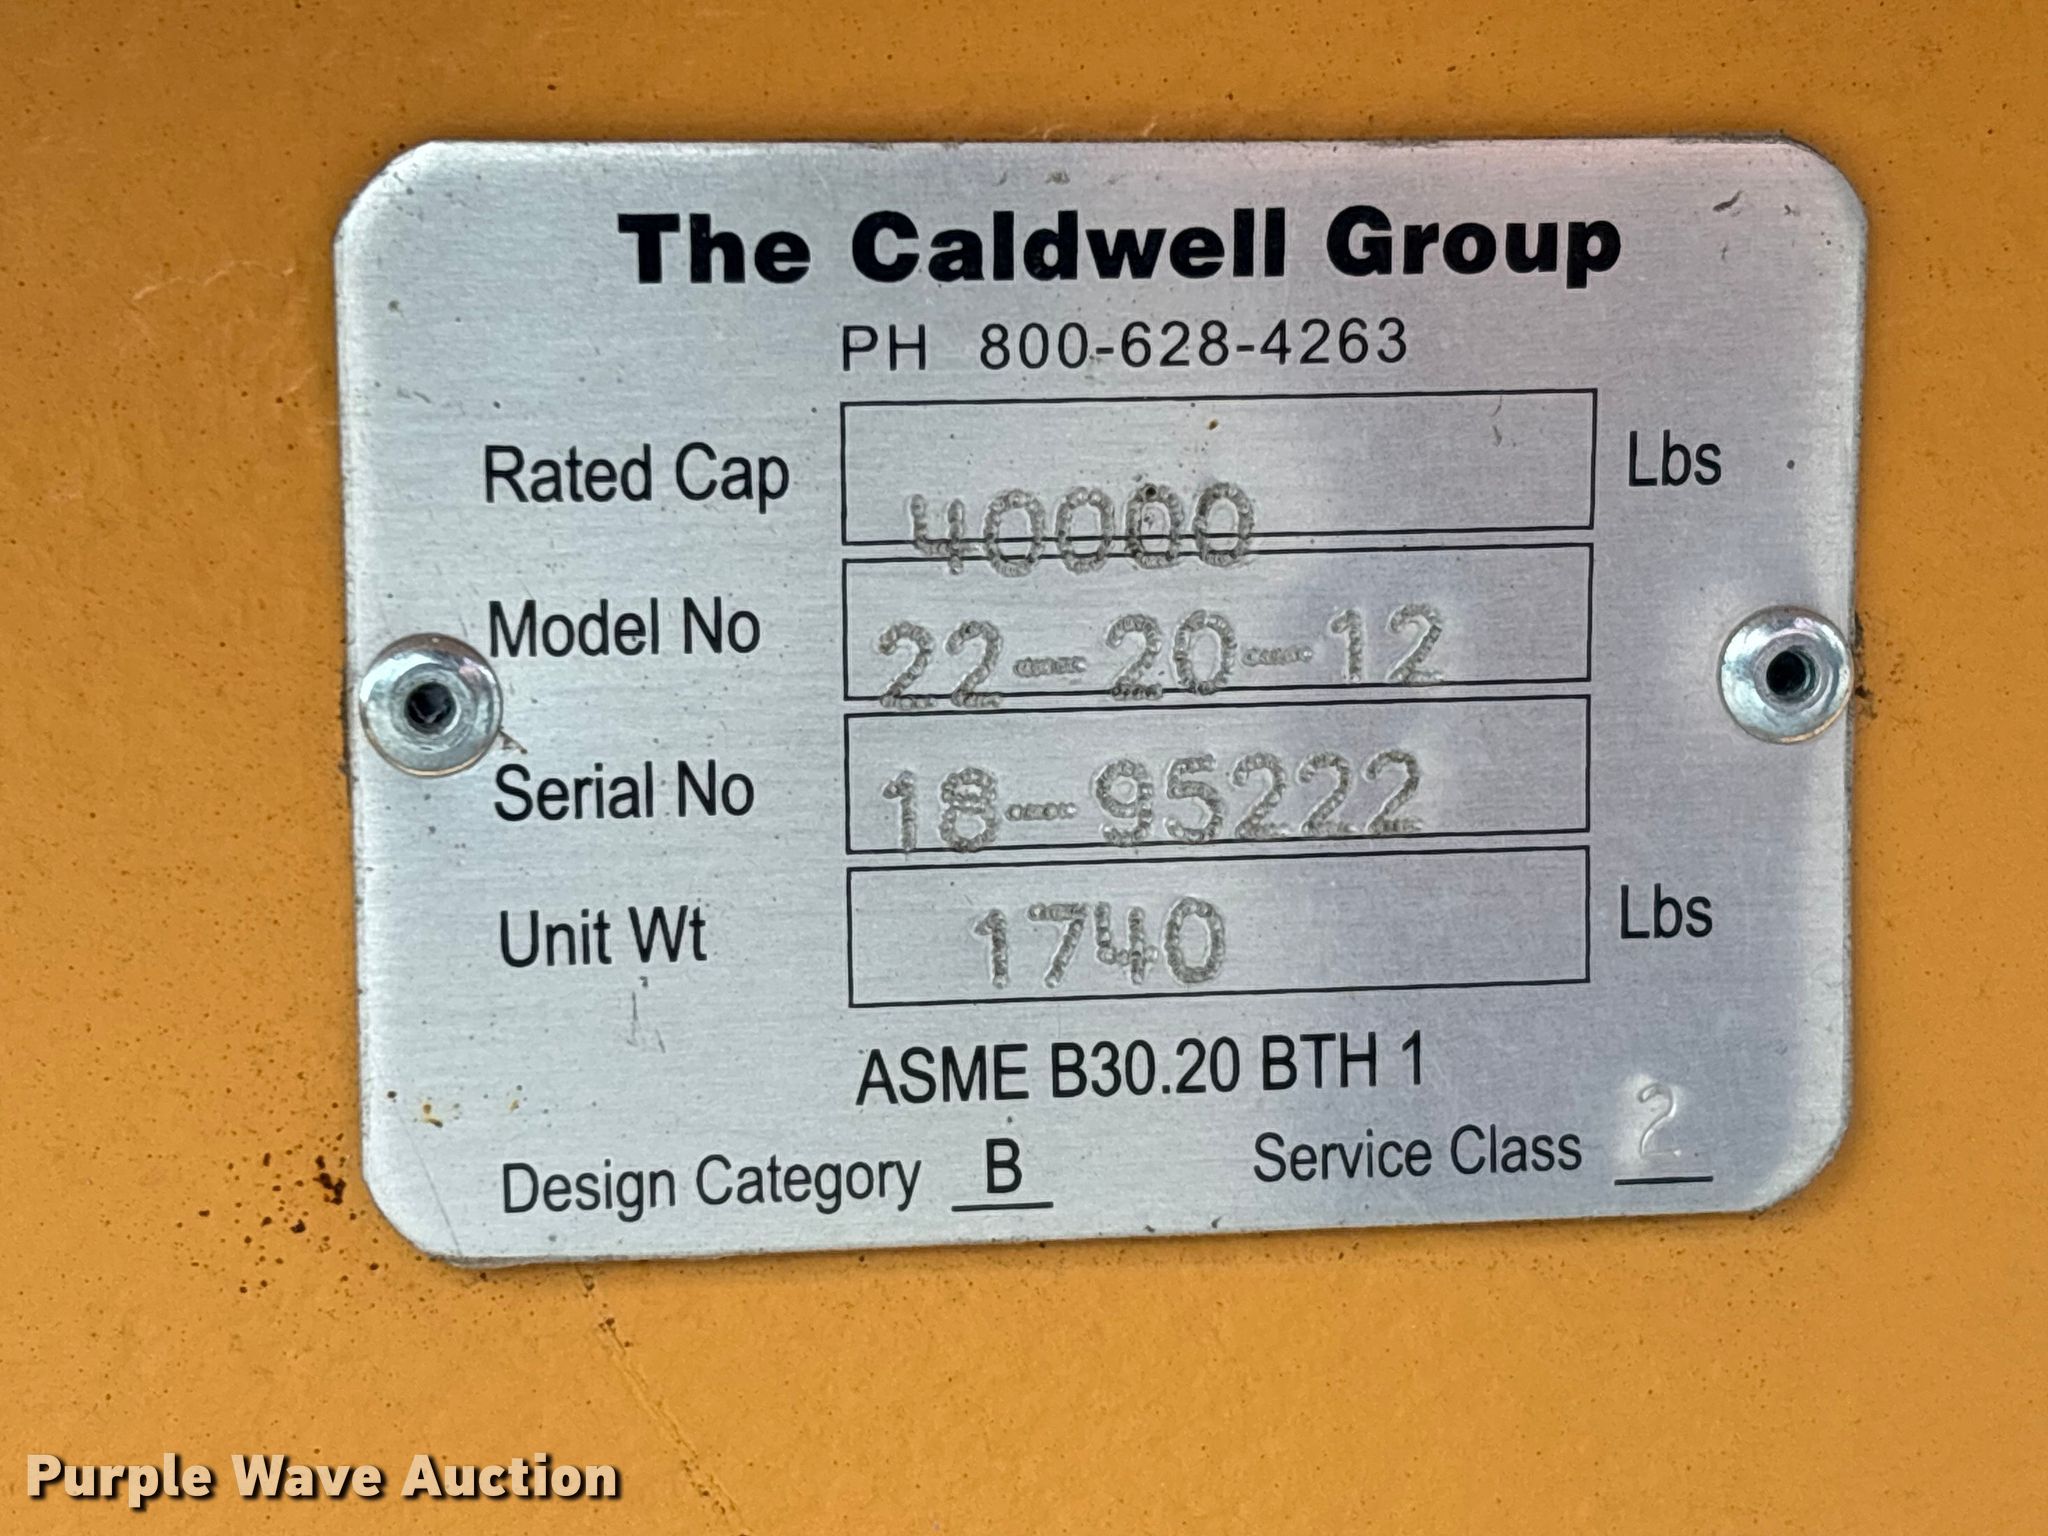 The Caldwell Group
PH 800-628-4263
Rated Cap 40000 Lbs
Model No 22-20-12
Serial No 18-95222
Unit Wt 1740 Lbs
ASME B30.20 BTH 1
Design Category B Service Class 2
Purple Wave Auction